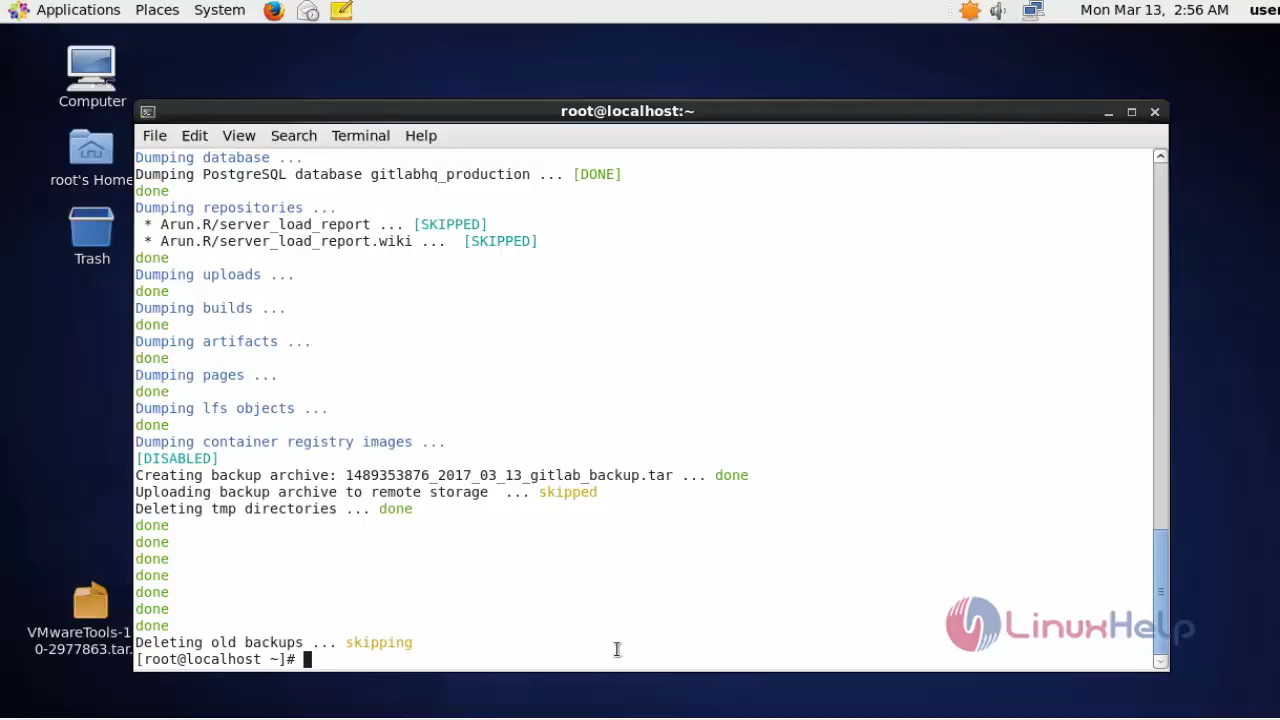 Applications Places System Mon Mar 13, 2:56 AM user
Computer
root's Home
Trash
VMwareTools-1
0-2977863.tar.
root@localhost:~
File Edit View Search Terminal Help
Dumping database ...
Dumping PostgreSQL database gitlabhq_production ... [DONE]
done
Dumping repositories ...
 * Arun.R/server_load_report ... [SKIPPED]
 * Arun.R/server_load_report.wiki ...  [SKIPPED]
done
Dumping uploads ...
done
Dumping builds ...
done
Dumping artifacts ...
done
Dumping pages ...
done
Dumping lfs objects ...
done
Dumping container registry images ...
[DISABLED]
Creating backup archive: 1489353876_2017_03_13_gitlab_backup.tar ... done
Uploading backup archive to remote storage  ... skipped
Deleting tmp directories ... done
done
done
done
done
done
done
done
Deleting old backups ... skipping
[root@localhost ~]#
LinuxHelp